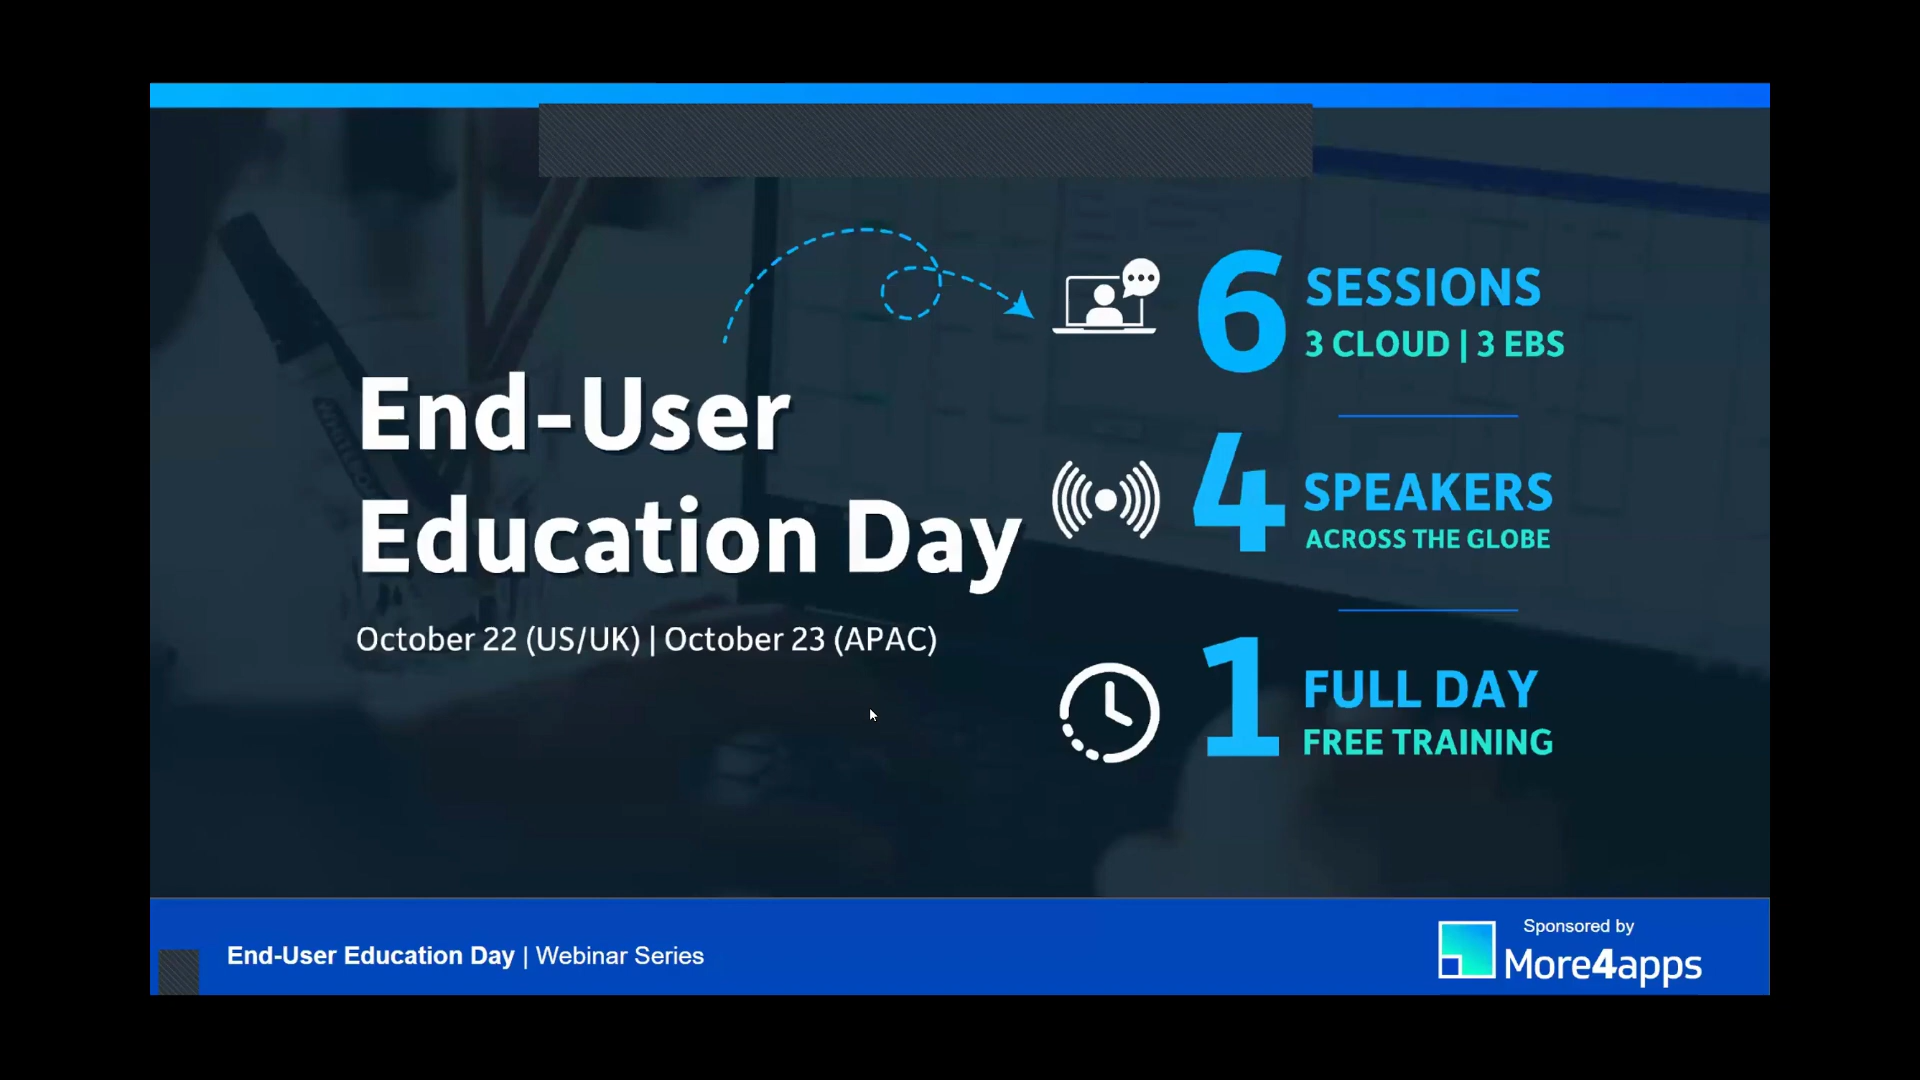 End-User
Education Day
October 22 (US/UK) | October 23 (APAC)
6 SESSIONS
3 CLOUD | 3 EBS
4 SPEAKERS
ACROSS THE GLOBE
1 FULL DAY
FREE TRAINING
End-User Education Day | Webinar Series
Sponsored by
More4apps